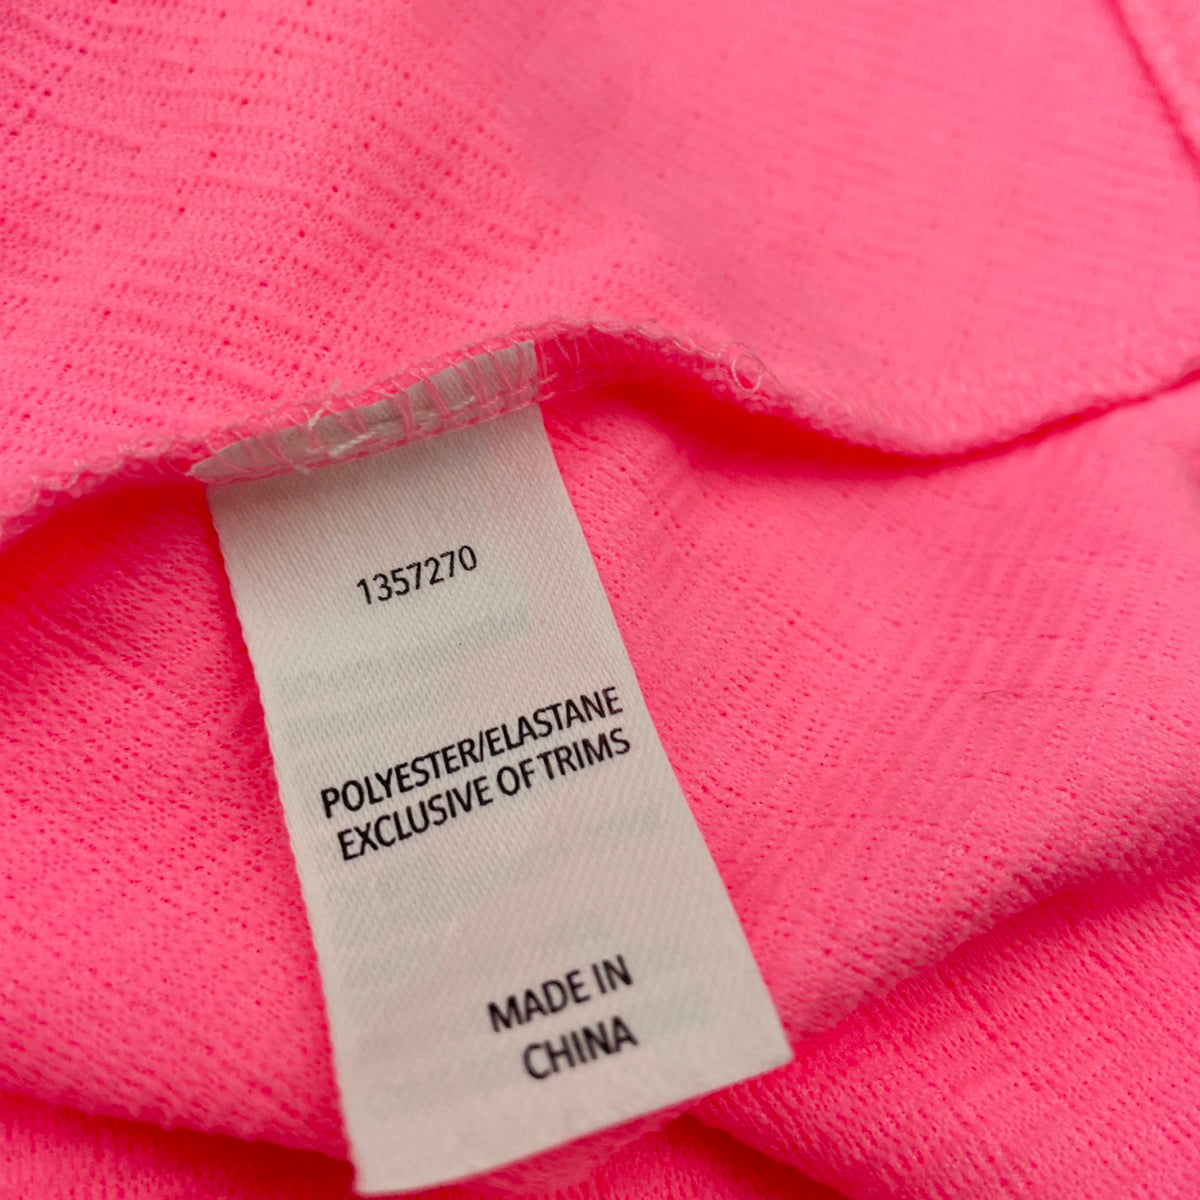 1357270
POLYESTER/ELASTANE
EXCLUSIVE OF TRIMS
MADE IN
CHINA